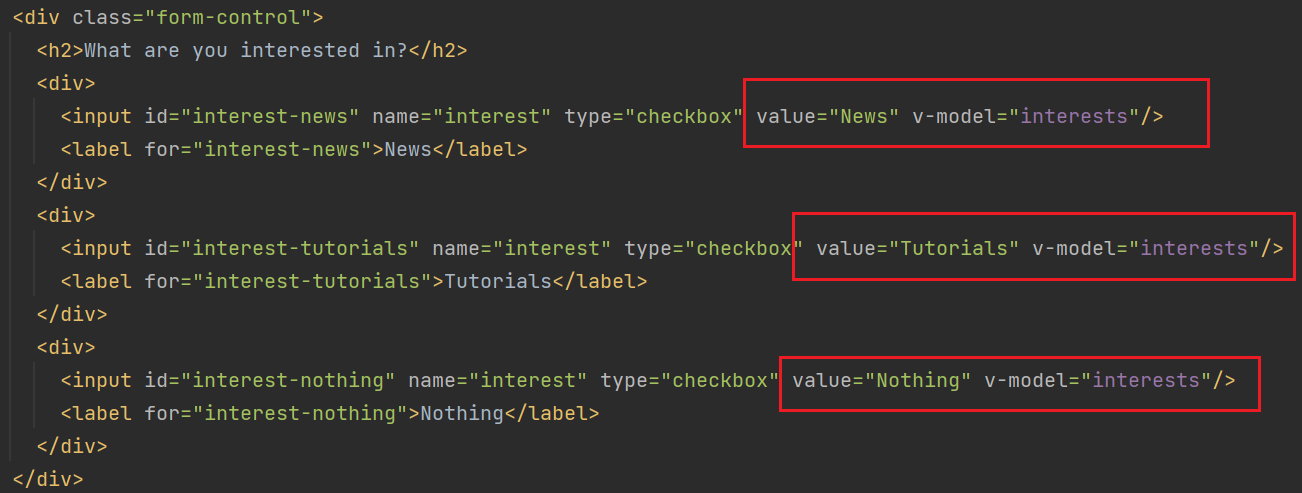 <div class="form-control">
<h2>What are you interested in?</h2>
<div>
<input id="interest-news" name="interest" type="checkbox" value="News" v-model="interests"/>
<label for="interest-news">News</label>
</div>
<div>
<input id="interest-tutorials" name="interest" type="checkbox" value="Tutorials" v-model="interests"/>
<label for="interest-tutorials">Tutorials</label>
</div>
<div>
<input id="interest-nothing" name="interest" type="checkbox" value="Nothing" v-model="interests"/>
<label for="interest-nothing">Nothing</label>
</div>
</div>